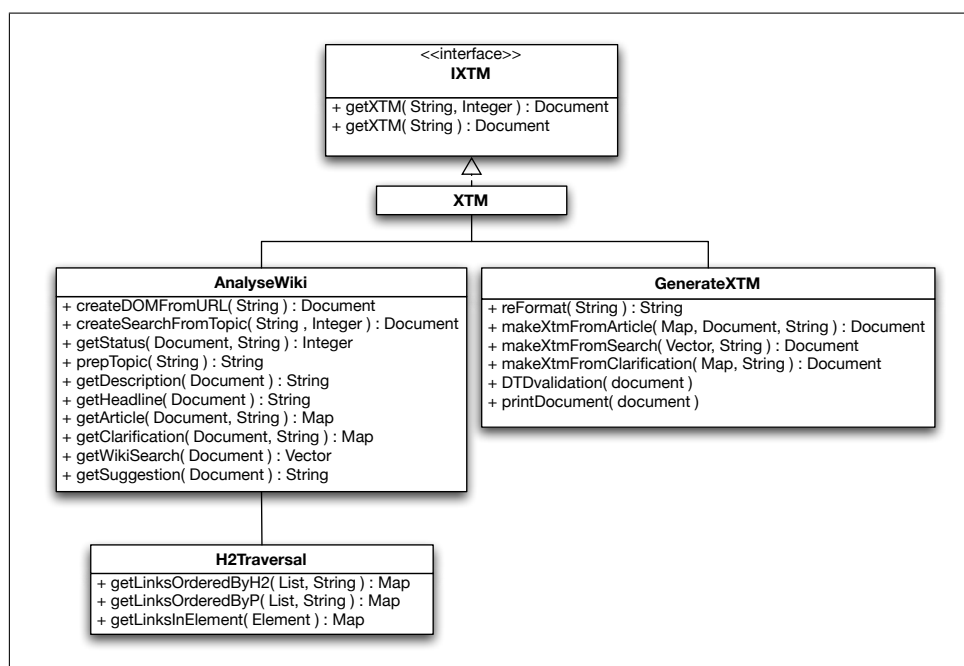 <<interface>>
IXTM
+ getXTM( String, Integer ) : Document
+ getXTM( String ) : Document
XTM
AnalyseWiki
+ createDOMFromURL( String ) : Document
+ createSearchFromTopic( String , Integer ) : Document
+ getStatus( Document, String ) : Integer
+ prepTopic( String ) : String
+ getDescription( Document ) : String
+ getHeadline( Document ) : String
+ getArticle( Document, String ) : Map
+ getClarification( Document, String ) : Map
+ getWikiSearch( Document ) : Vector
+ getSuggestion( Document ) : String
GenerateXTM
+ reFormat( String ) : String
+ makeXtmFromArticle( Map, Document, String ) : Document
+ makeXtmFromSearch( Vector, String ) : Document
+ makeXtmFromClarification( Map, String ) : Document
+ DTDvalidation( document )
+ printDocument( document )
H2Traversal
+ getLinksOrderedByH2( List, String ) : Map
+ getLinksOrderedByP( List, String ) : Map
+ getLinksInElement( Element ) : Map